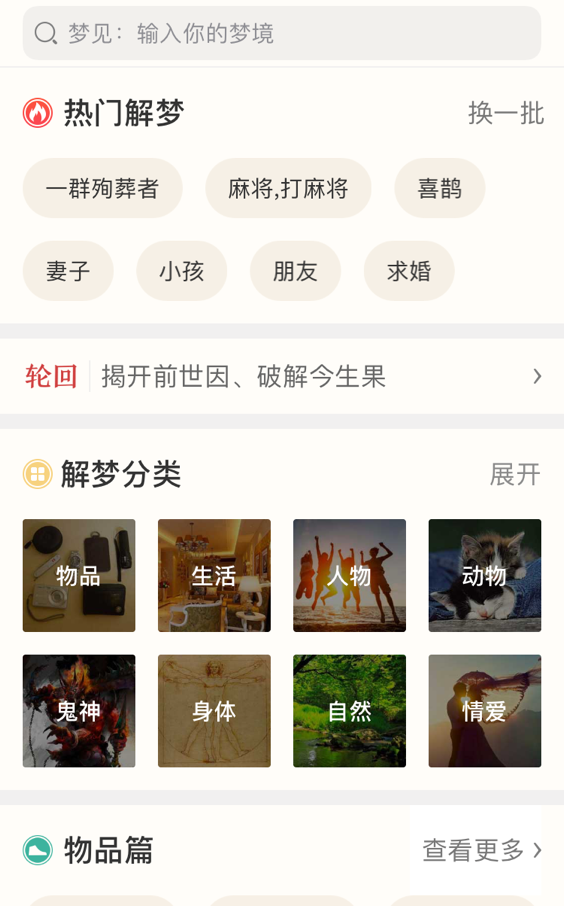 梦见：输入你的梦境
热门解梦 换一批
一群殉葬者 麻将,打麻将 喜鹊
妻子 小孩 朋友 求婚
轮回 揭开前世因、破解今生果
解梦分类 展开
物品 生活 人物 动物
鬼神 身体 自然 情爱
物品篇 查看更多